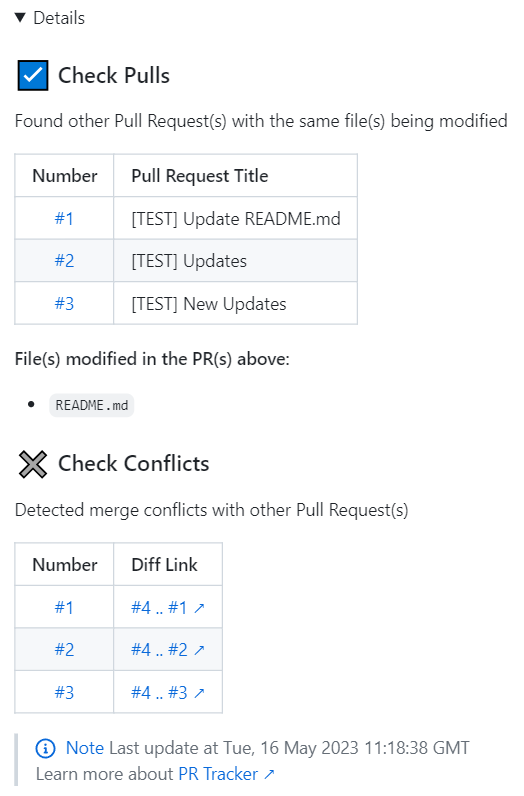 ▼ Details
☑ Check Pulls
Found other Pull Request(s) with the same file(s) being modified
Number Pull Request Title
#1 [TEST] Update README.md
#2 [TEST] Updates
#3 [TEST] New Updates
File(s) modified in the PR(s) above:
• README.md
✖ Check Conflicts
Detected merge conflicts with other Pull Request(s)
Number Diff Link
#1 #4 .. #1 ↗
#2 #4 .. #2 ↗
#3 #4 .. #3 ↗
Note Last update at Tue, 16 May 2023 11:18:38 GMT
Learn more about PR Tracker ↗